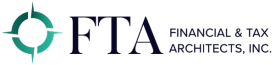 FTA
FINANCIAL & TAX
ARCHITECTS, INC.